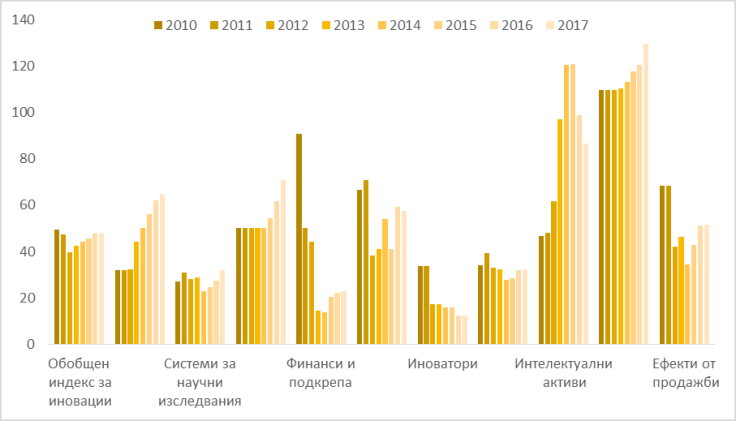 140
2010 2011 2012 2013 2014 2015 2016 2017
120
100
80
60
40
20
0
Обобщен
индекс за
иновации
Системи за
научни
изследвания
Финанси и
подкрепа
Иноватори
Интелектуални
активи
Ефекти от
продажби